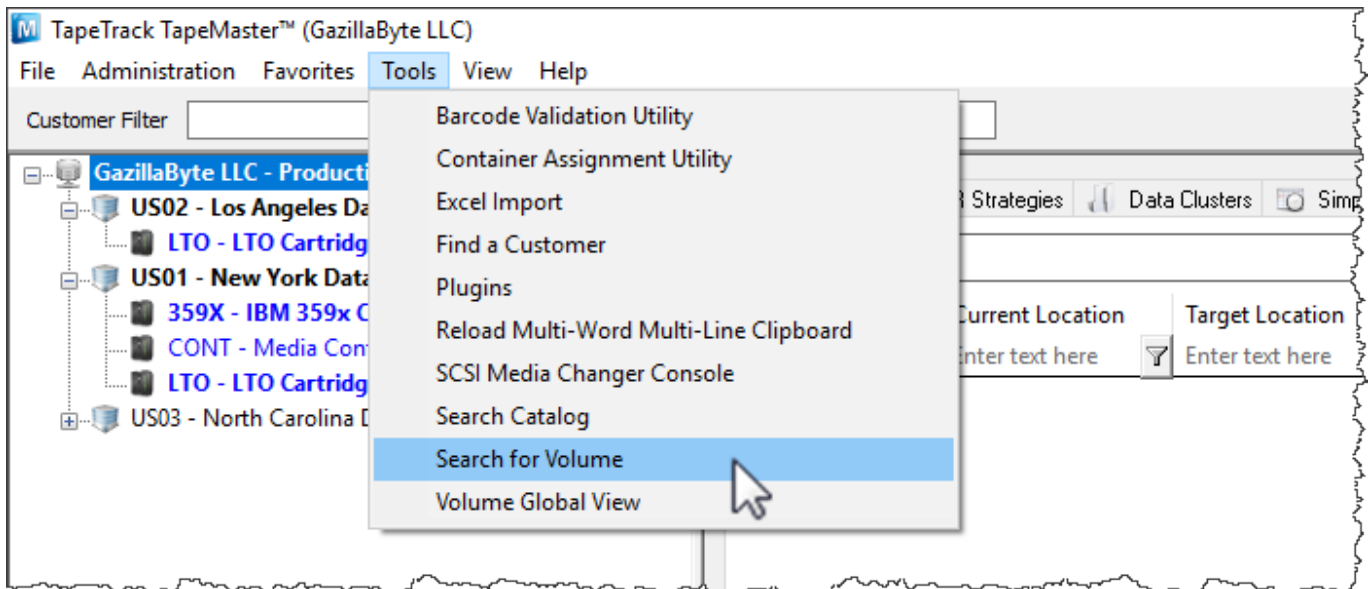 TapeTrack TapeMaster™ (GazillaByte LLC)
File Administration Favorites Tools View Help
Customer Filter
Barcode Validation Utility
Container Assignment Utility
Excel Import
Find a Customer
Plugins
Reload Multi-Word Multi-Line Clipboard
SCSI Media Changer Console
Search Catalog
Search for Volume
Volume Global View
GazillaByte LLC - Producti
US02 - Los Angeles Da
LTO - LTO Cartridg
US01 - New York Data
359X - IBM 359x C
CONT - Media Con
LTO - LTO Cartridg
US03 - North Carolina D
Strategies Data Clusters Simp
Current Location Target Location
Enter text here Enter text here